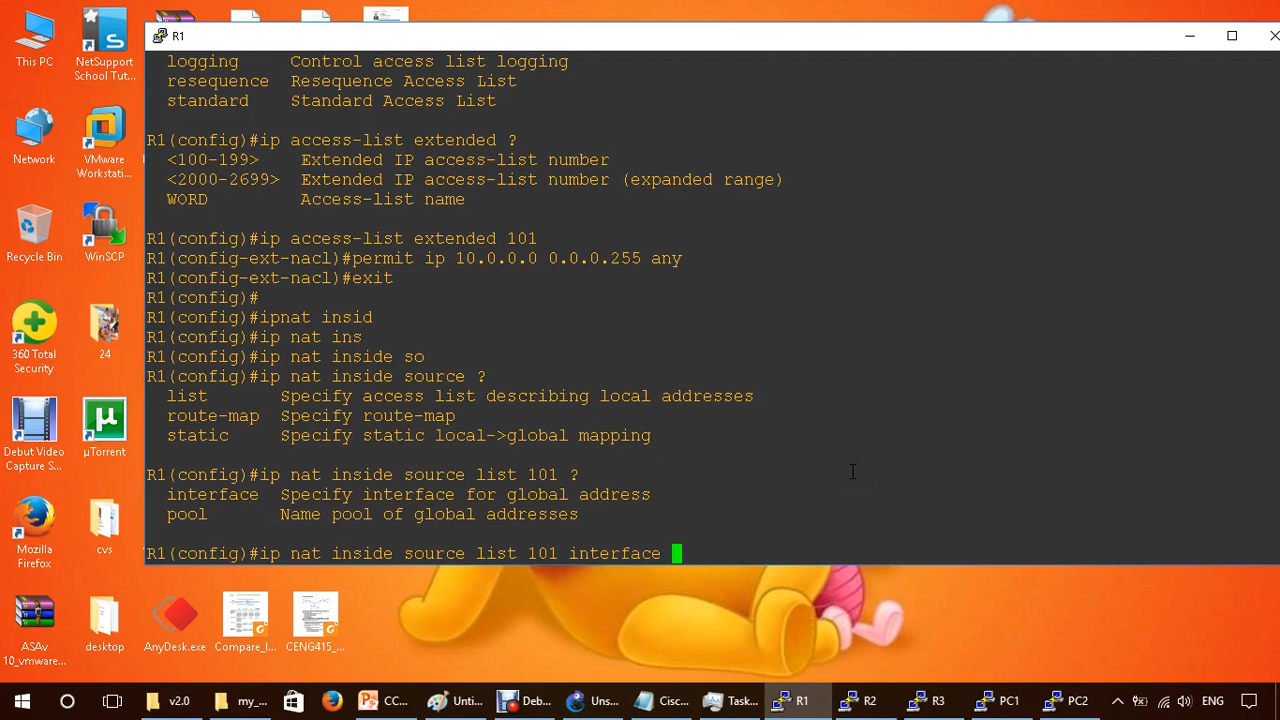 R1
This PC
NetSupport
School Tut...
Network
VMware
Workstati...
Recycle Bin
WinSCP
360 Total
Security
24
Debut Video
Capture S...
µTorrent
Mozilla
Firefox
cvs
ASAv
10_vmware...
desktop
AnyDesk.exe
Compare_I...
CENG415_...
logging     Control access list logging
resequence  Resequence Access List
standard    Standard Access List
R1(config)#ip access-list extended ?
<100-199>    Extended IP access-list number
<2000-2699>  Extended IP access-list number (expanded range)
WORD         Access-list name
R1(config)#ip access-list extended 101
R1(config-ext-nacl)#permit ip 10.0.0.0 0.0.0.255 any
R1(config-ext-nacl)#exit
R1(config)#
R1(config)#ipnat insid
R1(config)#ip nat ins
R1(config)#ip nat inside so
R1(config)#ip nat inside source ?
list       Specify access list describing local addresses
route-map  Specify route-map
static     Specify static local->global mapping
R1(config)#ip nat inside source list 101 ?
interface  Specify interface for global address
pool       Name pool of global addresses
R1(config)#ip nat inside source list 101 interface
v2.0
my_...
CC...
Unti...
Deb...
Uns...
Cisc...
Task...
R1
R2
R3
PC1
PC2
ENG